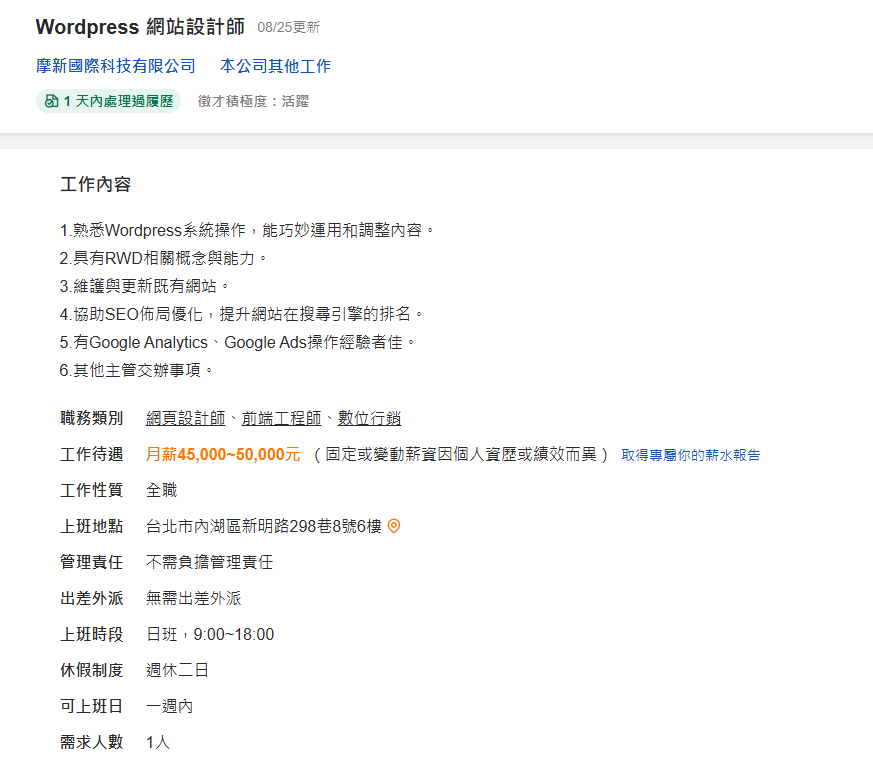 Wordpress 網站設計師 08/25更新
摩新國際科技有限公司 本公司其他工作
1 天內處理過履歷 徵才積極度：活躍
工作內容
1.熟悉Wordpress系統操作，能巧妙運用和調整內容。
2.具有RWD相關概念與能力。
3.維護與更新既有網站。
4.協助SEO佈局優化，提升網站在搜尋引擎的排名。
5.有Google Analytics、Google Ads操作經驗者佳。
6.其他主管交辦事項。
職務類別 網頁設計師、前端工程師、數位行銷
工作待遇 月薪45,000~50,000元 （固定或變動薪資因個人資歷或績效而異） 取得專屬你的薪水報告
工作性質 全職
上班地點 台北市內湖區新明路298巷8號6樓
管理責任 不需負擔管理責任
出差外派 無需出差外派
上班時段 日班，9:00~18:00
休假制度 週休二日
可上班日 一週內
需求人數 1人